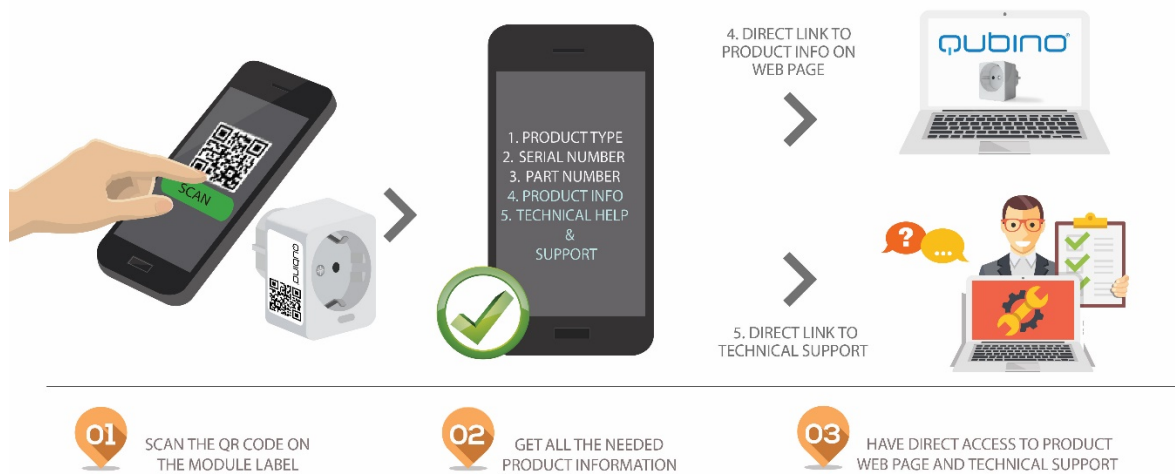 SCAN
QUBINO
1. PRODUCT TYPE
2. SERIAL NUMBER
3. PART NUMBER
4. PRODUCT INFO
5. TECHNICAL HELP
&
SUPPORT
4. DIRECT LINK TO
PRODUCT INFO ON
WEB PAGE
QUBINO®
?
...
5. DIRECT LINK TO
TECHNICAL SUPPORT
01
SCAN THE QR CODE ON
THE MODULE LABEL
02
GET ALL THE NEEDED
PRODUCT INFORMATION
03
HAVE DIRECT ACCESS TO PRODUCT
WEB PAGE AND TECHNICAL SUPPORT